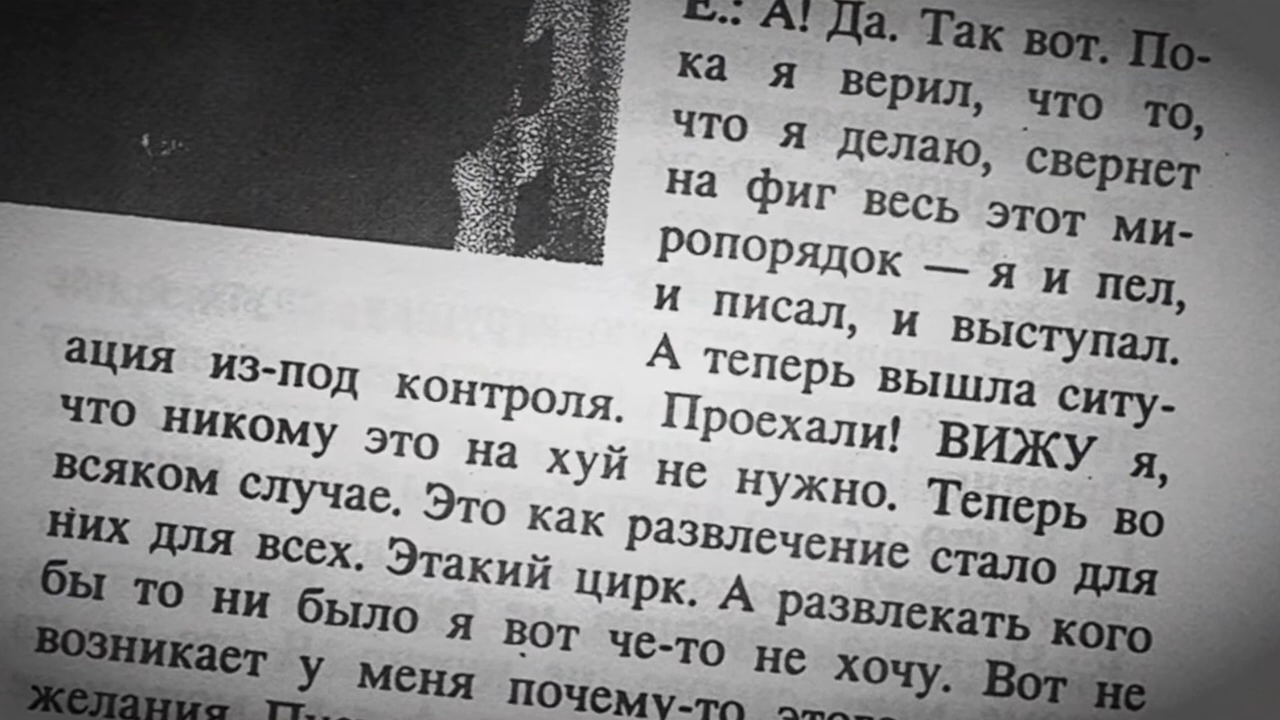 Е.: А! Да. Так вот. По-
ка я верил, что то,
что я делаю, свернет
на фиг весь этот ми-
ропорядок — я и пел,
и писал, и выступал.
А теперь вышла ситу-
ация из-под контроля. Проехали! ВИЖУ я,
что никому это на хуй не нужно. Теперь во
всяком случае. Это как развлечение стало для
них для всех. Этакий цирк. А развлекать кого
бы то ни было я вот че-то не хочу. Вот не
возникает у меня почему-то этого
желания